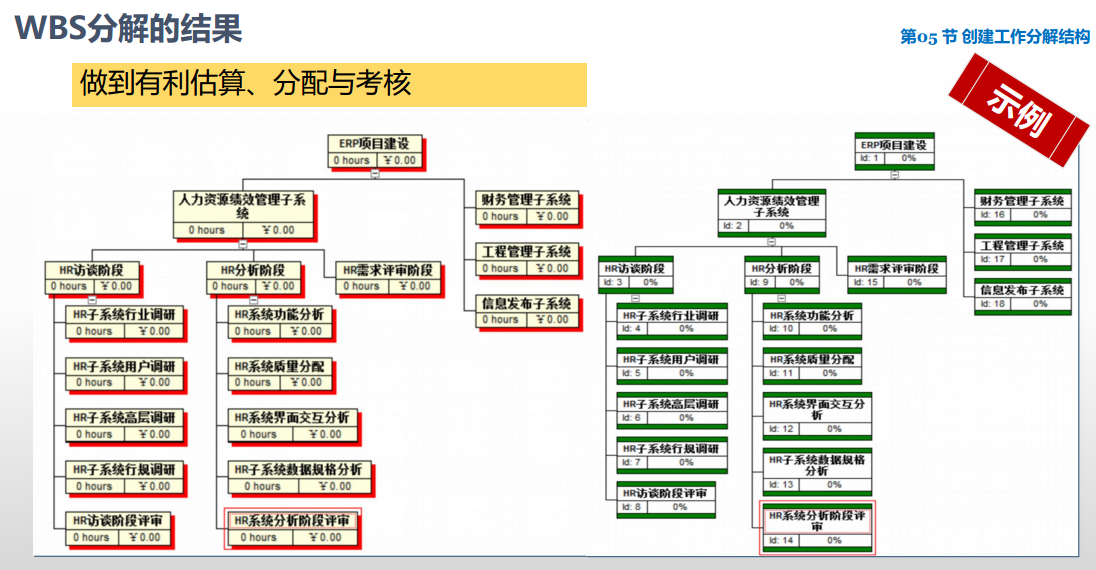 WBS分解的结果
第05 节 创建工作分解结构
做到有利估算、分配与考核
示例
ERP项目建设
0 hours ￥0.00
人力资源绩效管理子系
统
0 hours ￥0.00
财务管理子系统
0 hours ￥0.00
工程管理子系统
0 hours ￥0.00
信息发布子系统
0 hours ￥0.00
HR访谈阶段
0 hours ￥0.00
HR分析阶段
0 hours ￥0.00
HR需求评审阶段
0 hours ￥0.00
HR子系统行业调研
0 hours ￥0.00
HR子系统用户调研
0 hours ￥0.00
HR子系统高层调研
0 hours ￥0.00
HR子系统行规调研
0 hours ￥0.00
HR访谈阶段评审
0 hours ￥0.00
HR系统功能分析
0 hours ￥0.00
HR系统质量分配
0 hours ￥0.00
HR系统界面交互分析
0 hours ￥0.00
HR子系统数据规格分析
0 hours ￥0.00
HR系统分析阶段评审
0 hours ￥0.00
ERP项目建设
Id: 1 0%
人力资源绩效管理
子系统
Id: 2 0%
财务管理子系统
Id: 16 0%
工程管理子系统
Id: 17 0%
信息发布子系统
Id: 18 0%
HR访谈阶段
Id: 3 0%
HR分析阶段
Id: 9 0%
HR需求评审阶段
Id: 15 0%
HR子系统行业调研
Id: 4 0%
HR子系统用户调研
Id: 5 0%
HR子系统高层调研
Id: 6 0%
HR子系统行规调研
Id: 7 0%
HR访谈阶段评审
Id: 8 0%
HR系统功能分析
Id: 10 0%
HR系统质量分配
Id: 11 0%
HR系统界面交互分
析
Id: 12 0%
HR子系统数据规格
分析
Id: 13 0%
HR系统分析阶段评
审
Id: 14 0%